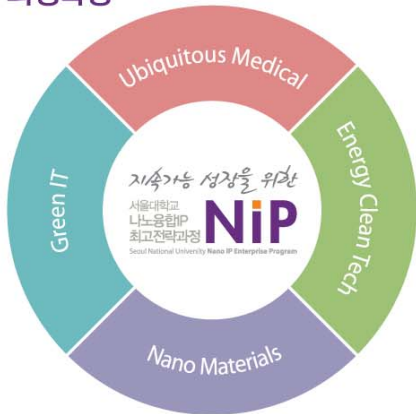 Ubiquitous Medical
Green IT
Energy Clean Tech
지속가능 성장을 위한
서울대학교
나노융합IP
최고전략과정
NiP
Seoul National University Nano IP Enterprise Program
Nano Materials